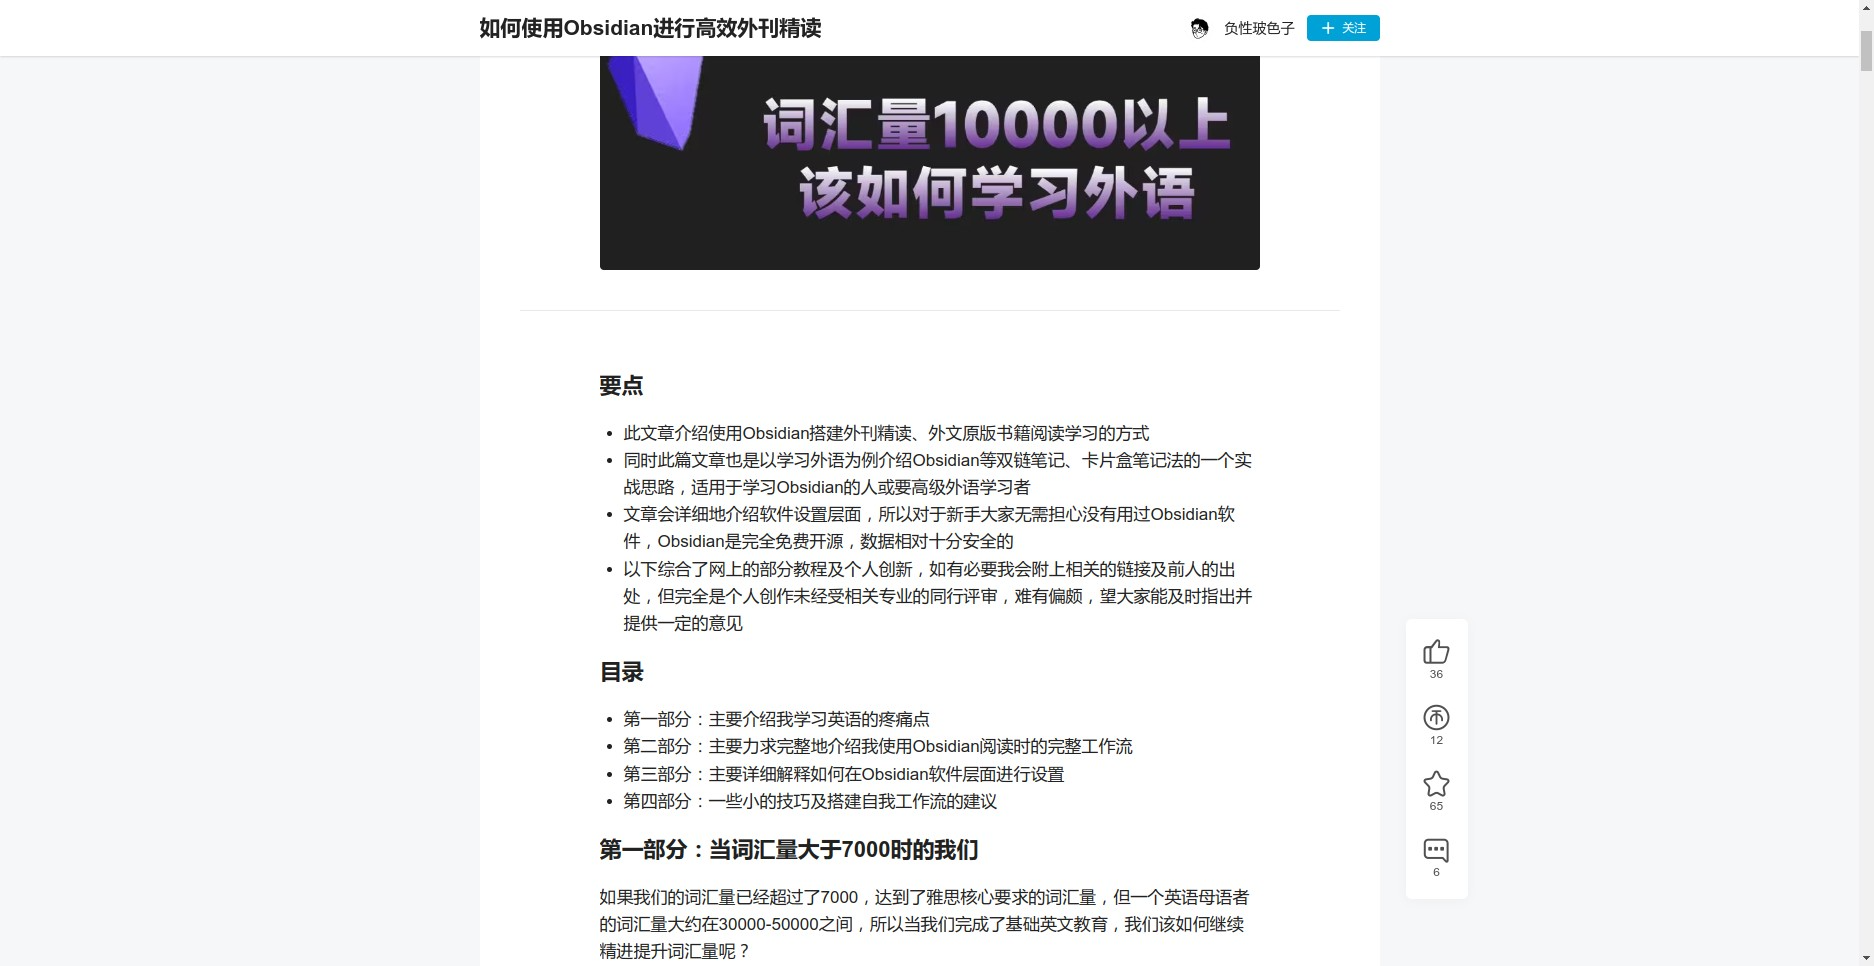 如何使用Obsidian进行高效外刊精读
负性玻色子
关注
词汇量10000以上
该如何学习外语
要点
此文章介绍使用Obsidian搭建外刊精读、外文原版书籍阅读学习的方式
同时此篇文章也是以学习外语为例介绍Obsidian等双链笔记、卡片盒笔记法的一个实
战思路，适用于学习Obsidian的人或要高级外语学习者
文章会详细地介绍软件设置层面，所以对于新手大家无需担心没有用过Obsidian软
件，Obsidian是完全免费开源，数据相对十分安全的
以下综合了网上的部分教程及个人创新，如有必要我会附上相关的链接及前人的出
处，但完全是个人创作未经受相关专业的同行评审，难有偏颇，望大家能及时指出并
提供一定的意见
目录
第一部分：主要介绍我学习英语的疼痛点
第二部分：主要力求完整地介绍我使用Obsidian阅读时的完整工作流
第三部分：主要详细解释如何在Obsidian软件层面进行设置
第四部分：一些小的技巧及搭建自我工作流的建议
第一部分：当词汇量大于7000时的我们
如果我们的词汇量已经超过了7000，达到了雅思核心要求的词汇量，但一个英语母语者
的词汇量大约在30000-50000之间，所以当我们完成了基础英文教育，我们该如何继续
精进提升词汇量呢？
36
12
65
6